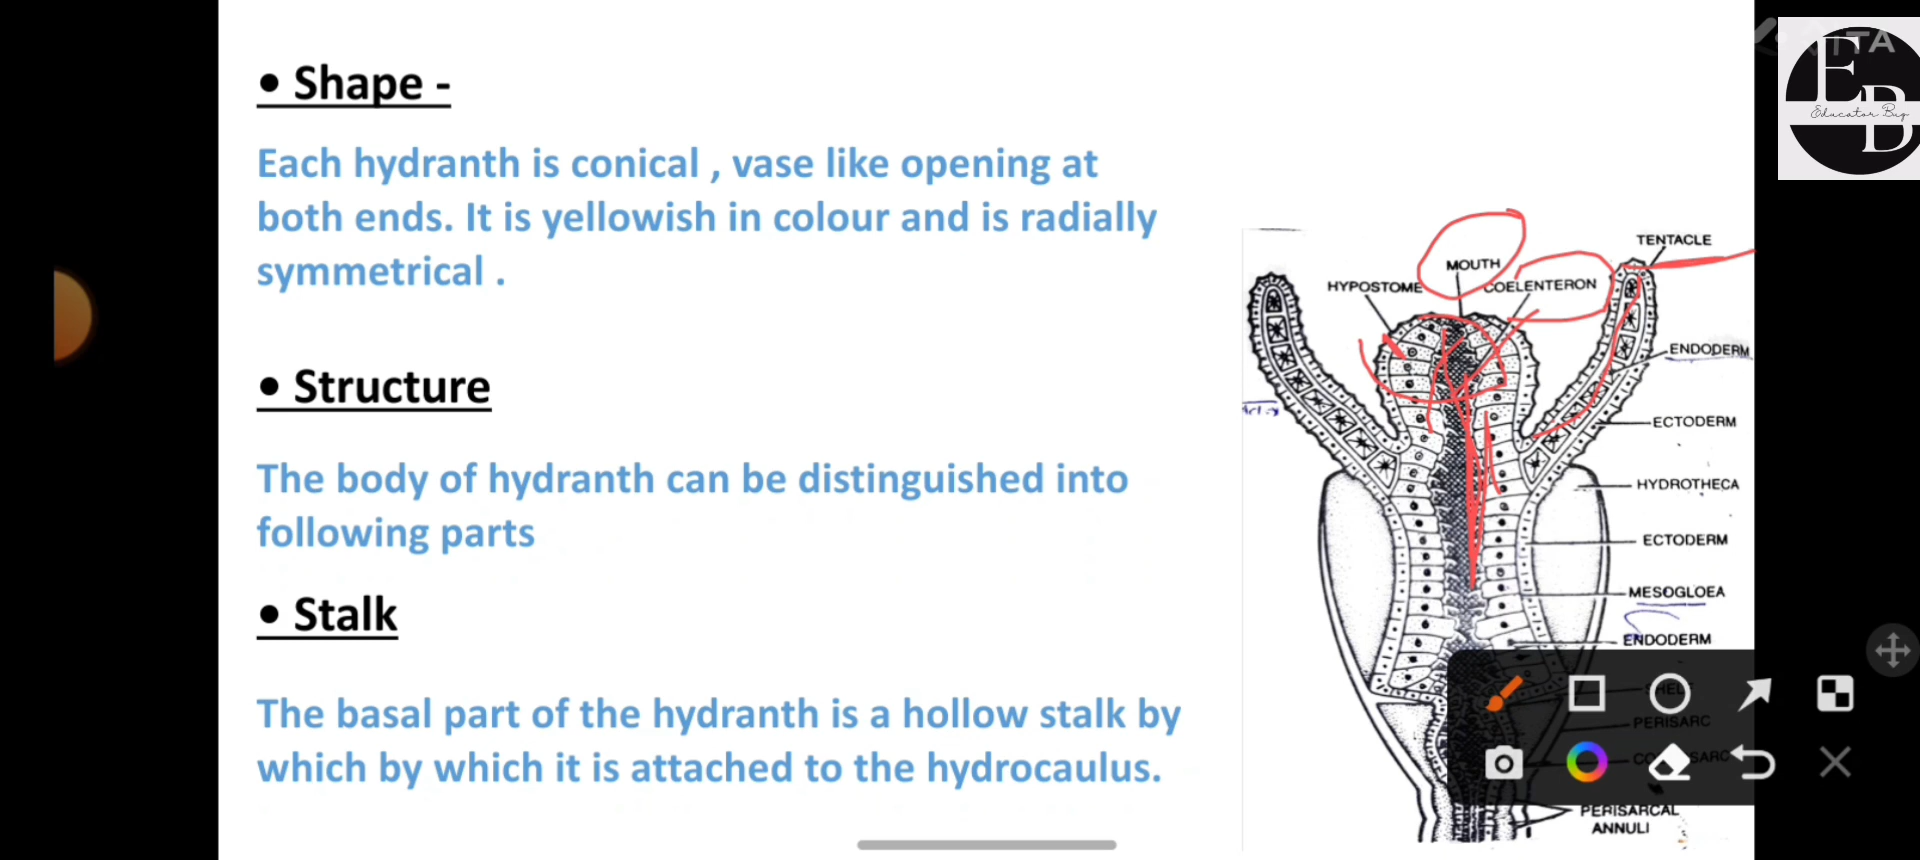 • Shape -
Each hydranth is conical , vase like opening at
both ends. It is yellowish in colour and is radially
symmetrical .
• Structure
The body of hydranth can be distinguished into
following parts
• Stalk
The basal part of the hydranth is a hollow stalk by
which by which it is attached to the hydrocaulus.
TENTACLE
MOUTH
HYPOSTOME
COELENTERON
ENDODERM
ECTODERM
HYDROTHECA
ECTODERM
MESOGLOEA
ENDODERM
PERISARC
PERISARCAL
ANNULI
E
B
Educator Bug